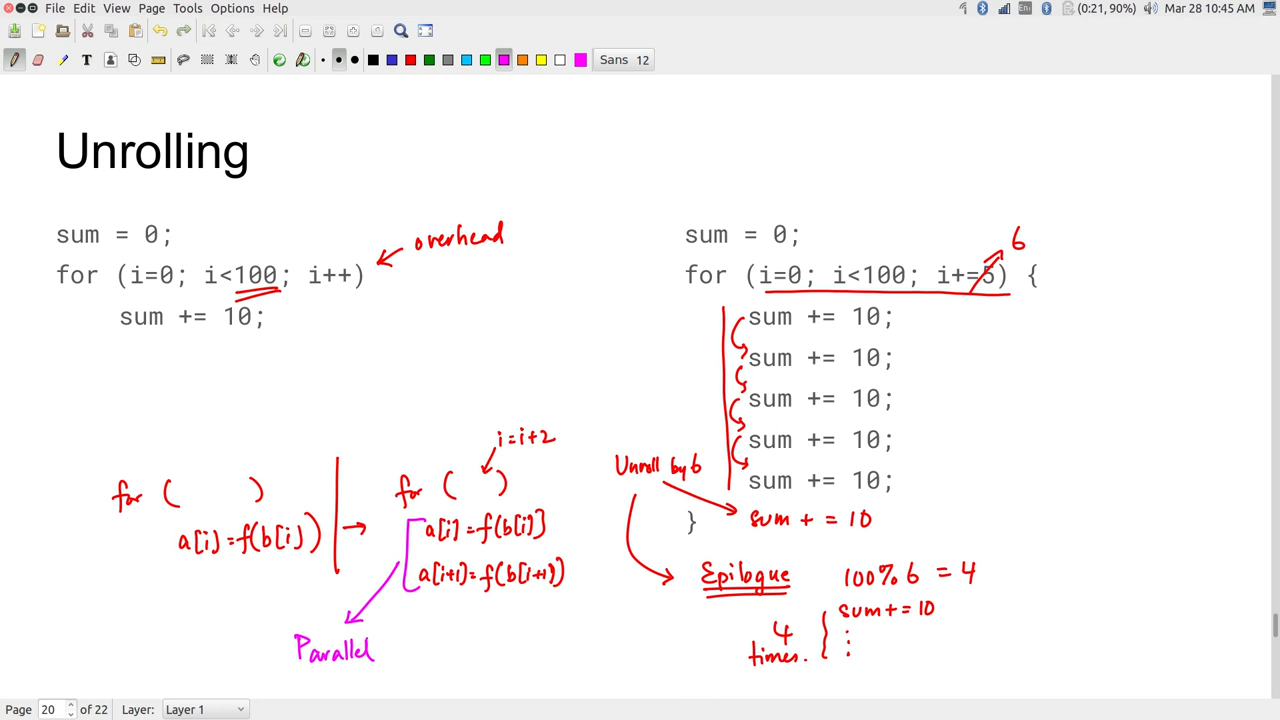 File Edit View Page Tools Options Help
En (0:21, 90%) Mar 28 10:45 AM
Sans 12
Unrolling
sum = 0;
for (i=0; i<100; i++)
sum += 10;
overhead
sum = 0;
for (i=0; i<100; i+=5) {
6
sum += 10;
sum += 10;
sum += 10;
sum += 10;
sum += 10;
sum + = 10
}
Unroll by 6
for ( )
a[i]=f(b[i])
i=i+2
for ( )
a[i]=f(b[i])
a[i+1]=f(b[i+1])
Parallel
Epilogue
100%6 = 4
sum+=10
⋮
4
times.
Page 20 of 22 Layer: Layer 1